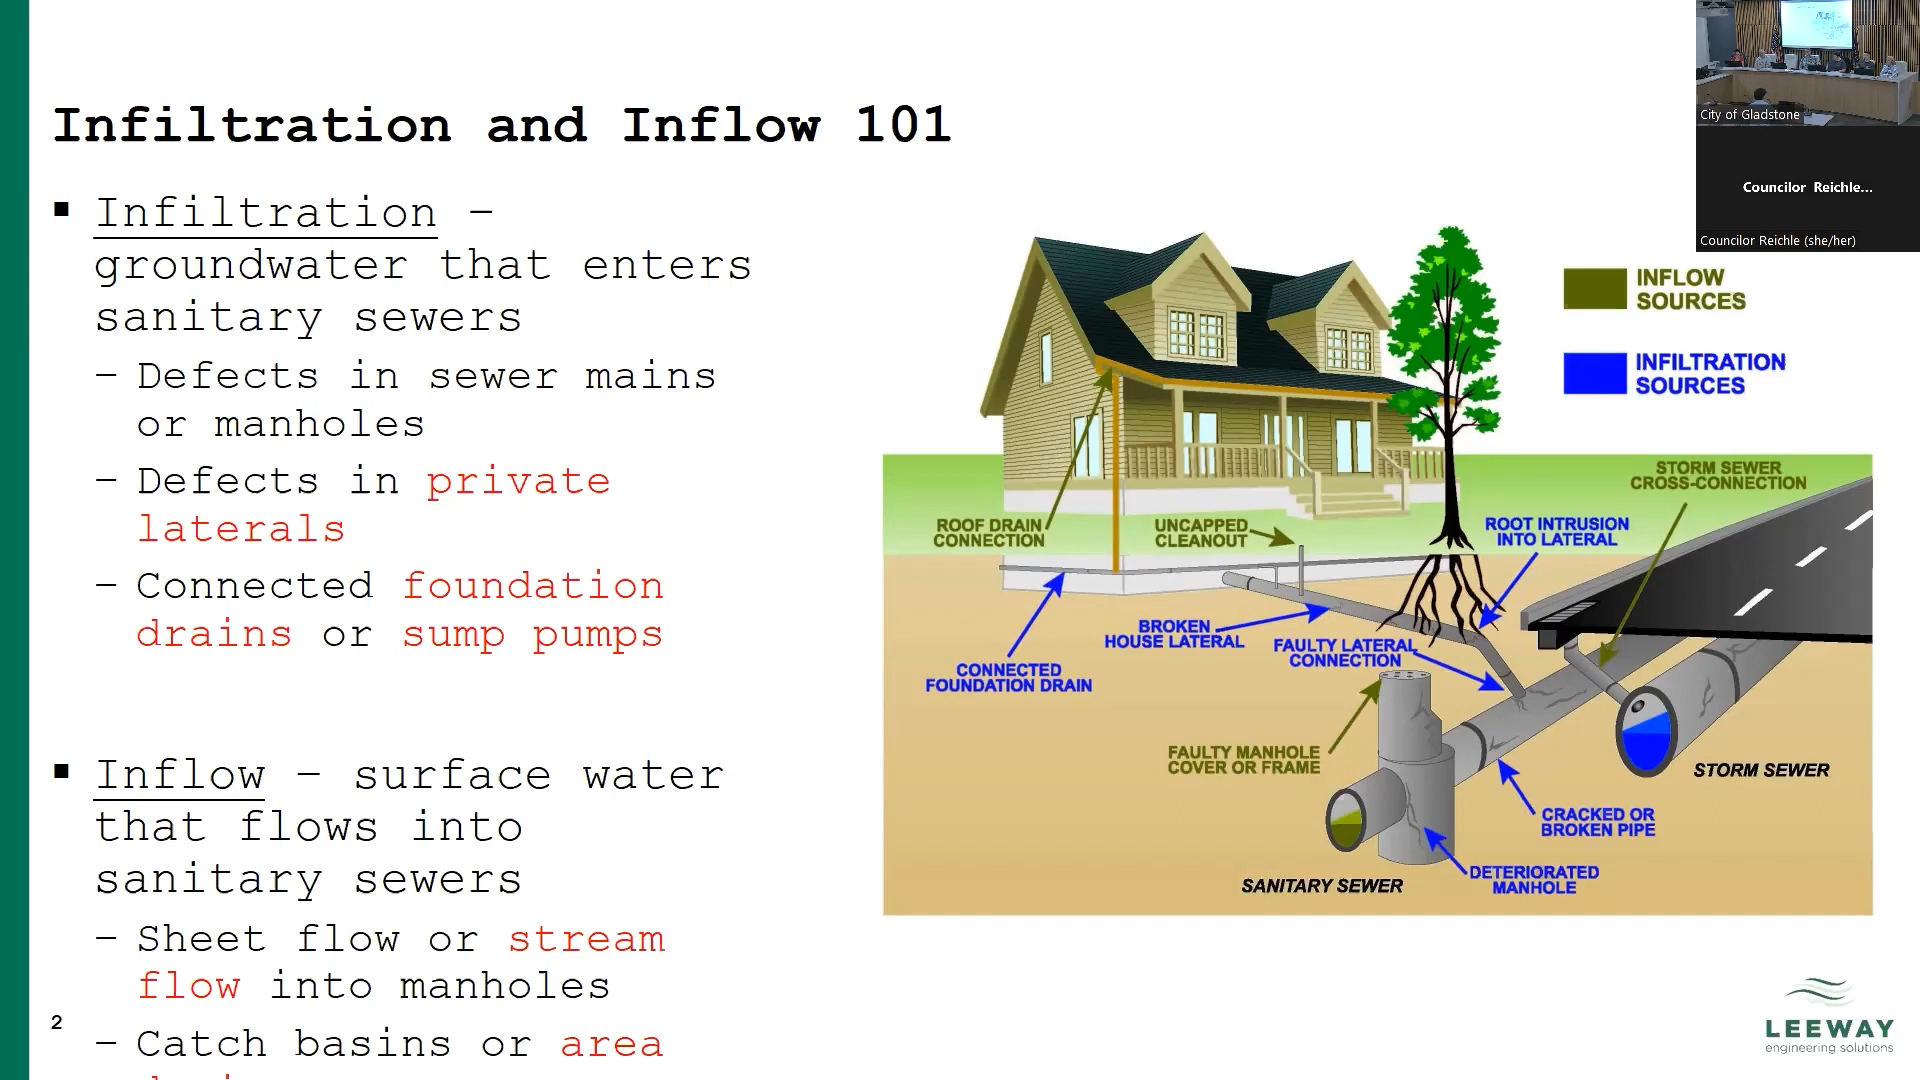 Infiltration and Inflow 101
▪ Infiltration –
groundwater that enters
sanitary sewers
– Defects in sewer mains
or manholes
– Defects in private
laterals
– Connected foundation
drains or sump pumps
▪ Inflow – surface water
that flows into
sanitary sewers
– Sheet flow or stream
flow into manholes
– Catch basins or area
2
INFLOW
SOURCES
INFILTRATION
SOURCES
STORM SEWER
CROSS-CONNECTION
ROOF DRAIN
CONNECTION
UNCAPPED
CLEANOUT
ROOT INTRUSION
INTO LATERAL
BROKEN
HOUSE LATERAL
FAULTY LATERAL
CONNECTION
CONNECTED
FOUNDATION DRAIN
FAULTY MANHOLE
COVER OR FRAME
STORM SEWER
CRACKED OR
BROKEN PIPE
DETERIORATED
MANHOLE
SANITARY SEWER
LEEWAY
engineering solutions
City of Gladstone
Councilor Reichle...
Councilor Reichle (she/her)